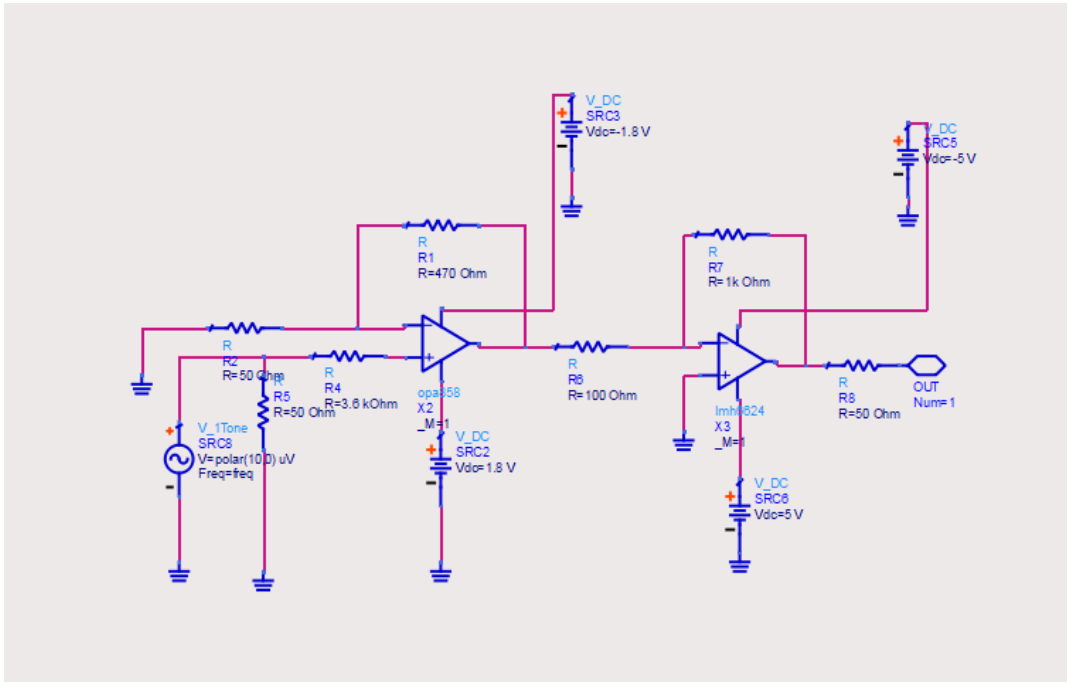 V_DC
SRC3
Vdc=-1.8 V
V_DC
SRC5
Vdc=-5 V
R
R1
R=470 Ohm
R
R7
R=1k Ohm
R
R2
R=50 Ohm
R
R5
R=50 Ohm
R
R4
R=3.6 kOhm
opa358
X2
_M=1
R
R6
R=100 Ohm
lmh6624
X3
_M=1
R
R8
R=50 Ohm
OUT
Num=1
V_1Tone
SRC8
V=polar(10,0) uV
Freq=freq
V_DC
SRC2
Vdc=1.8 V
V_DC
SRC6
Vdc=5 V